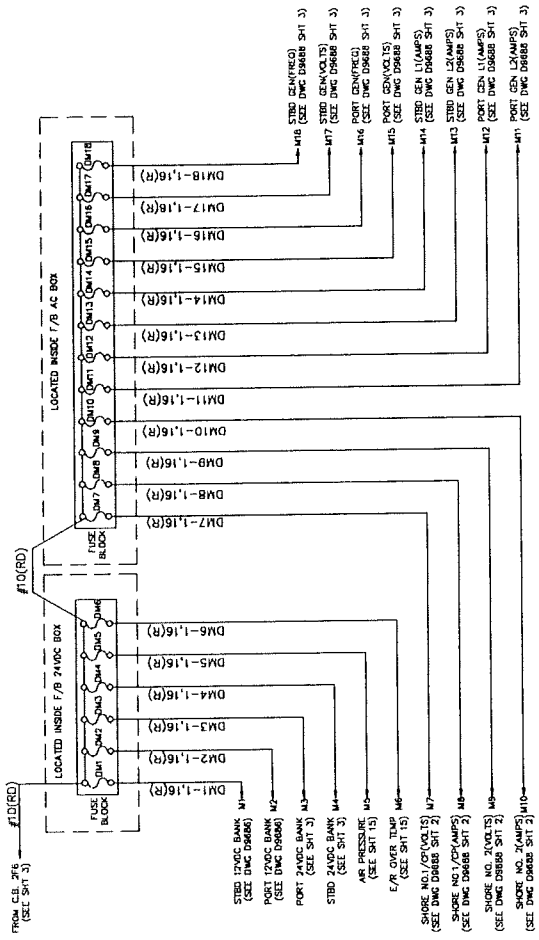 FROM C.B. 2F6
(SEE SHT 3)
#10(RD)
#10(RD)
LOCATED INSIDE F/B 24VDC BOX
FUSE
BLOCK
DM1
DM2
DM3
DM4
DM5
DM6
LOCATED INSIDE F/B AC BOX
FUSE
BLOCK
DM7
DM8
DM9
DM10
DM11
DM12
DM13
DM14
DM15
DM16
DM17
DM18
DM1-1,16(R)
DM2-1,16(R)
DM3-1,16(R)
DM4-1,16(R)
DM5-1,16(R)
DM6-1,16(R)
DM7-1,16(R)
DM8-1,16(R)
DM9-1,16(R)
DM10-1,16(R)
DM11-1,16(R)
DM12-1,16(R)
DM13-1,16(R)
DM14-1,16(R)
DM15-1,16(R)
DM16-1,16(R)
DM17-1,16(R)
DM18-1,16(R)
STBD 12VDC BANK M1
(SEE DWG D9686)
PORT 12VDC BANK M2
(SEE DWG D9686)
PORT 24VDC BANK M3
(SEE SHT 3)
STBD 24VDC BANK M4
(SEE SHT 3)
AIR PRESSURE M5
(SEE SHT 15)
E/R OVER TEMP M6
(SEE SHT 15)
SHORE NO.1/CP(VOLTS) M7
(SEE DWG D9688 SHT 2)
SHORE NO.1/CP(AMPS) M8
(SEE DWG D9688 SHT 2)
SHORE NO. 2(VOLTS) M9
(SEE DWG D9688 SHT 2)
SHORE NO. 2(AMPS) M10
(SEE DWG D9688 SHT 2)
M18 STBD GEN(FREQ)
(SEE DWG D9688 SHT 3)
M17 STBD GEN(VOLTS)
(SEE DWG D9688 SHT 3)
M16 PORT GEN(FREQ)
(SEE DWG D9688 SHT 3)
M15 PORT GEN(VOLTS)
(SEE DWG D9688 SHT 3)
M14 STBD GEN L1(AMPS)
(SEE DWG D9688 SHT 3)
M13 STBD GEN L2(AMPS)
(SEE DWG D9688 SHT 3)
M12 PORT GEN L1(AMPS)
(SEE DWG D9688 SHT 3)
M11 PORT GEN L2(AMPS)
(SEE DWG D9688 SHT 3)